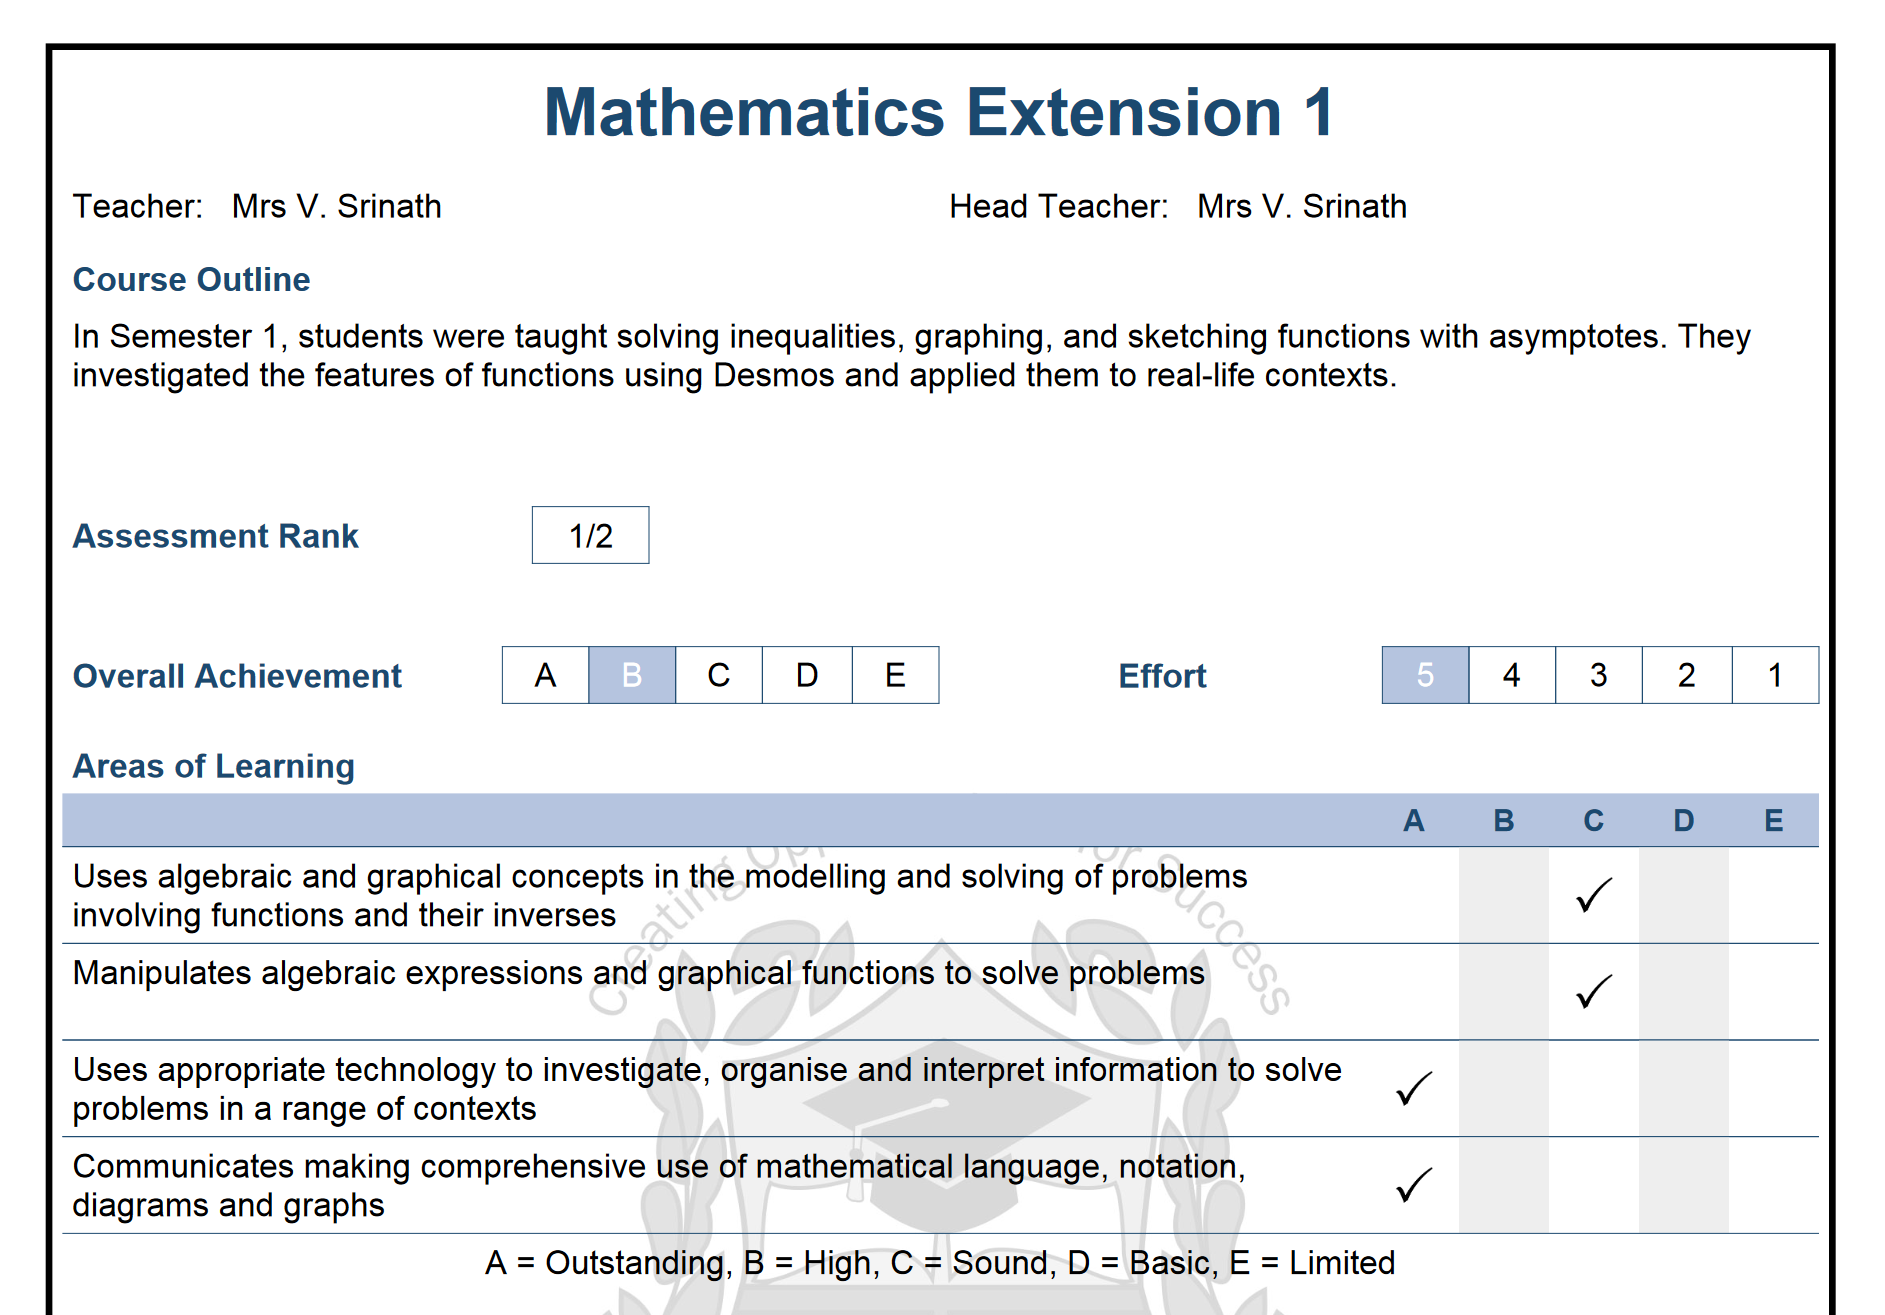 Mathematics Extension 1
Teacher: Mrs V. Srinath Head Teacher: Mrs V. Srinath
Course Outline
In Semester 1, students were taught solving inequalities, graphing, and sketching functions with asymptotes. They
investigated the features of functions using Desmos and applied them to real-life contexts.
Assessment Rank 1/2
Overall Achievement A B C D E Effort 5 4 3 2 1
Areas of Learning
A B C D E
Uses algebraic and graphical concepts in the modelling and solving of problems
involving functions and their inverses
Manipulates algebraic expressions and graphical functions to solve problems
Uses appropriate technology to investigate, organise and interpret information to solve
problems in a range of contexts
Communicates making comprehensive use of mathematical language, notation,
diagrams and graphs
A = Outstanding, B = High, C = Sound, D = Basic, E = Limited
Creating for Success